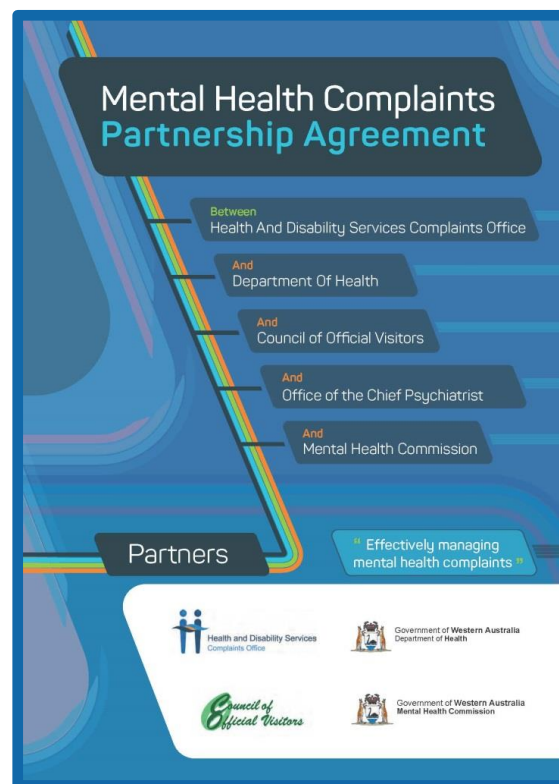 Mental Health Complaints
Partnership Agreement
Between
Health And Disability Services Complaints Office
And
Department Of Health
And
Council of Official Visitors
And
Office of the Chief Psychiatrist
And
Mental Health Commission
Partners
" Effectively managing
mental health complaints "
Health and Disability Services
Complaints Office
Government of Western Australia
Department of Health
Council of
Official Visitors
Government of Western Australia
Mental Health Commission